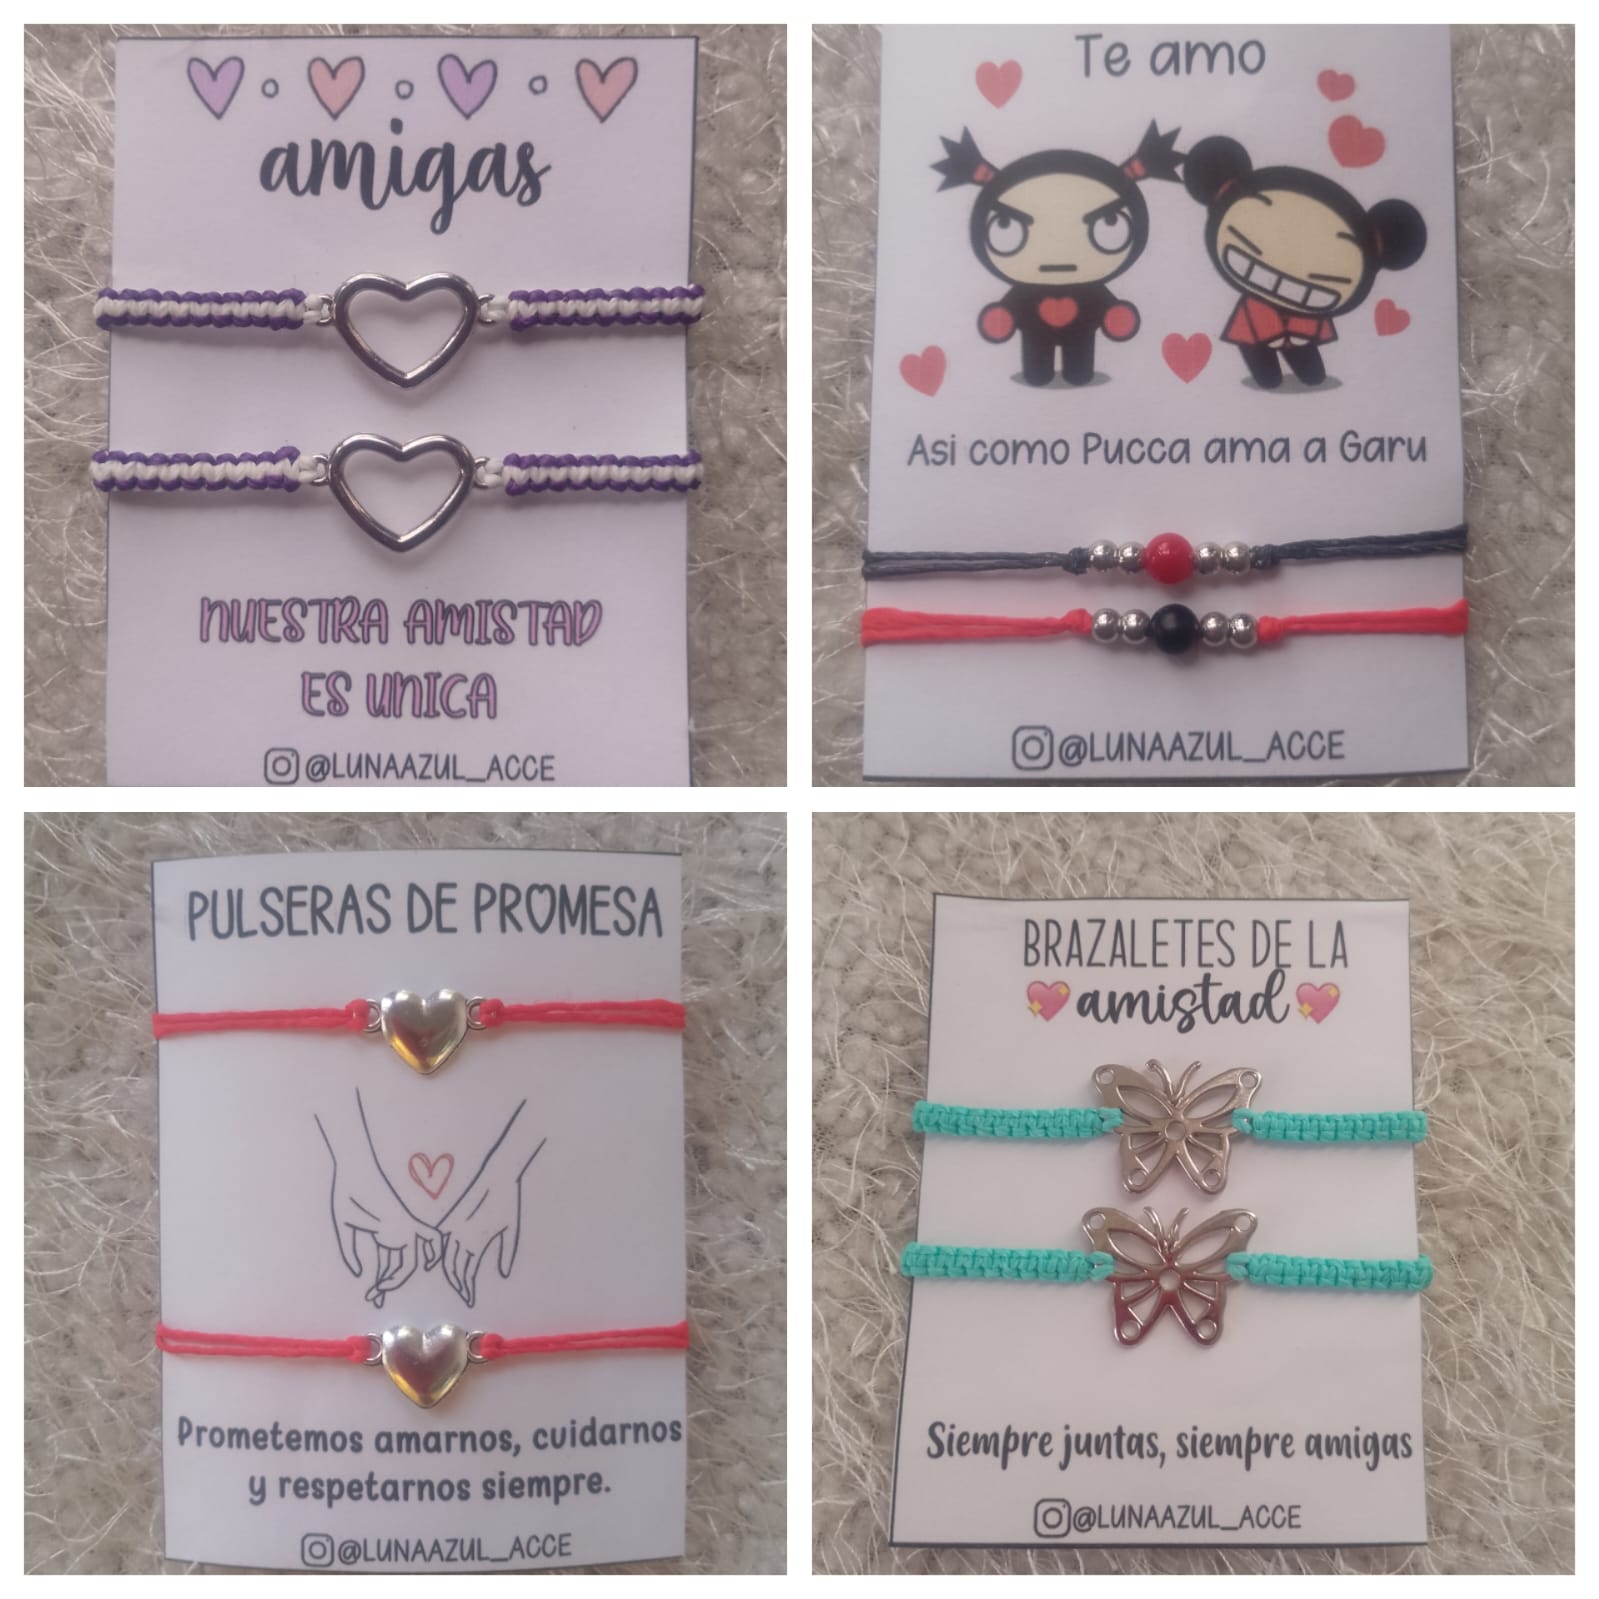 amigas
NUESTRA AMISTAD
ES UNICA
@LUNAAZUL_ACCE
Te amo
Asi como Pucca ama a Garu
@LUNAAZUL_ACCE
PULSERAS DE PROMESA
Prometemos amarnos, cuidarnos
y respetarnos siempre.
@LUNAAZUL_ACCE
BRAZALETES DE LA
amistad
Siempre juntas, siempre amigas
@LUNAAZUL_ACCE